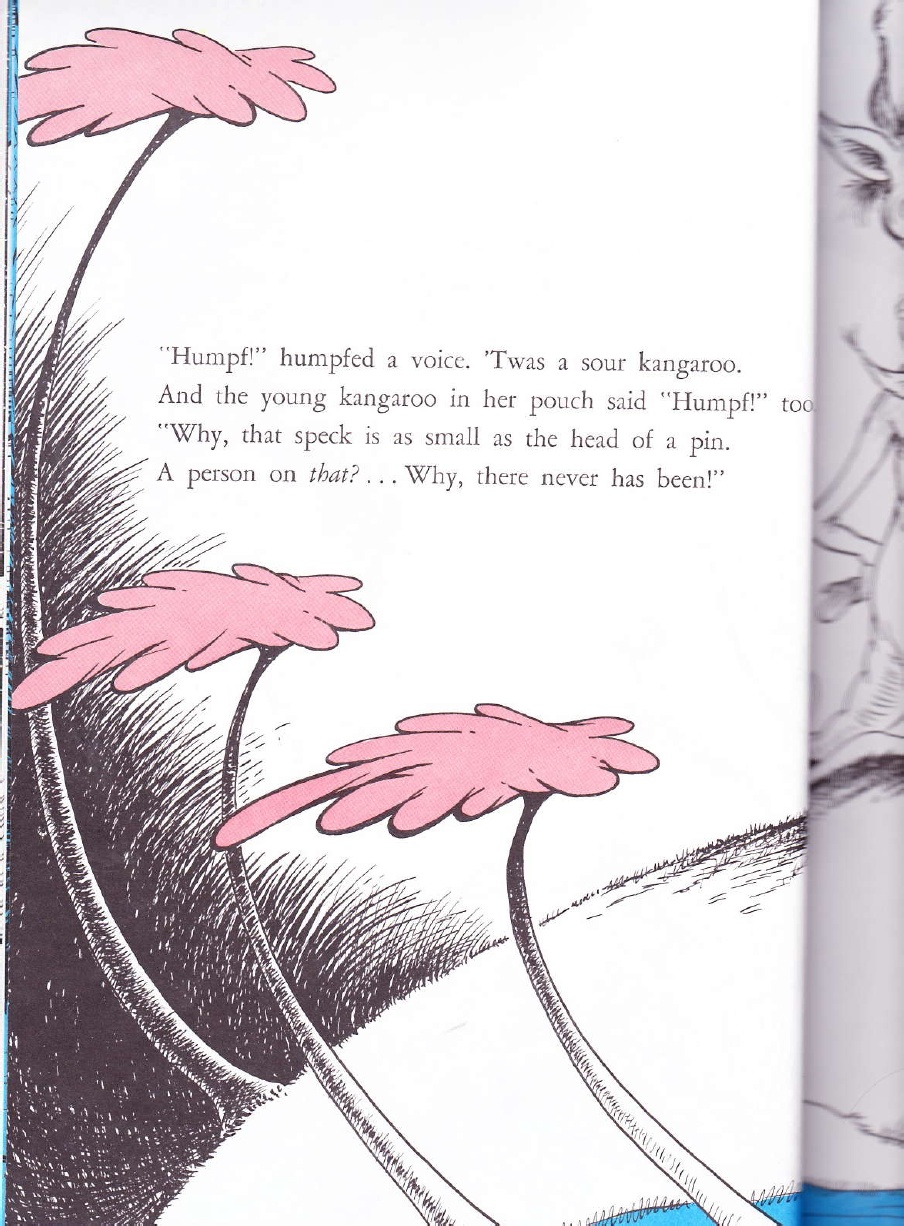 "Humpf!" humpfed a voice. 'Twas a sour kangaroo.
And the young kangaroo in her pouch said "Humpf!" too
"Why, that speck is as small as the head of a pin.
A person on that? . . . Why, there never has been!"